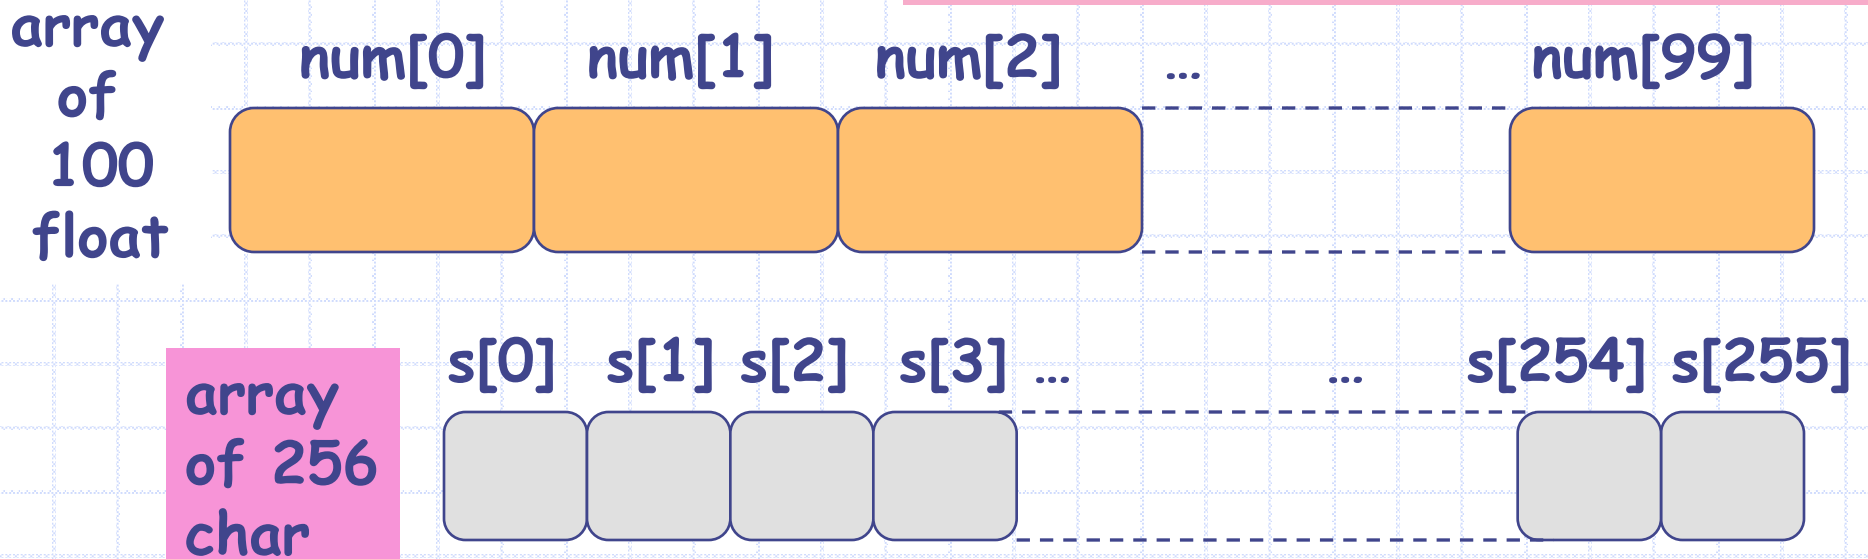 array
of
100
float
num[0] num[1] num[2] ... num[99]
s[0] s[1] s[2] s[3] ... ... s[254] s[255]
array
of 256
char